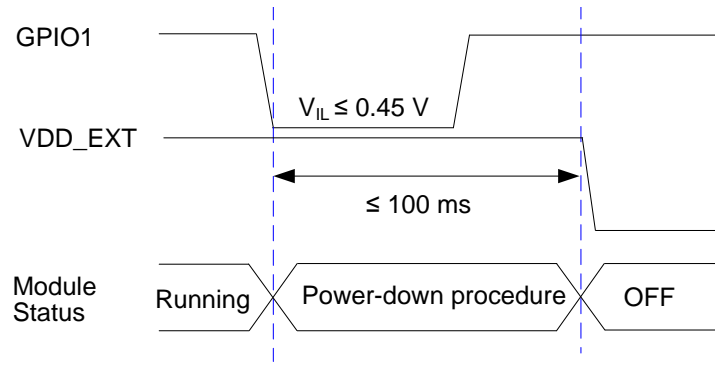 GPIO1
V_IL ≤ 0.45 V
VDD_EXT
≤ 100 ms
Module
Status
Running
Power-down procedure
OFF